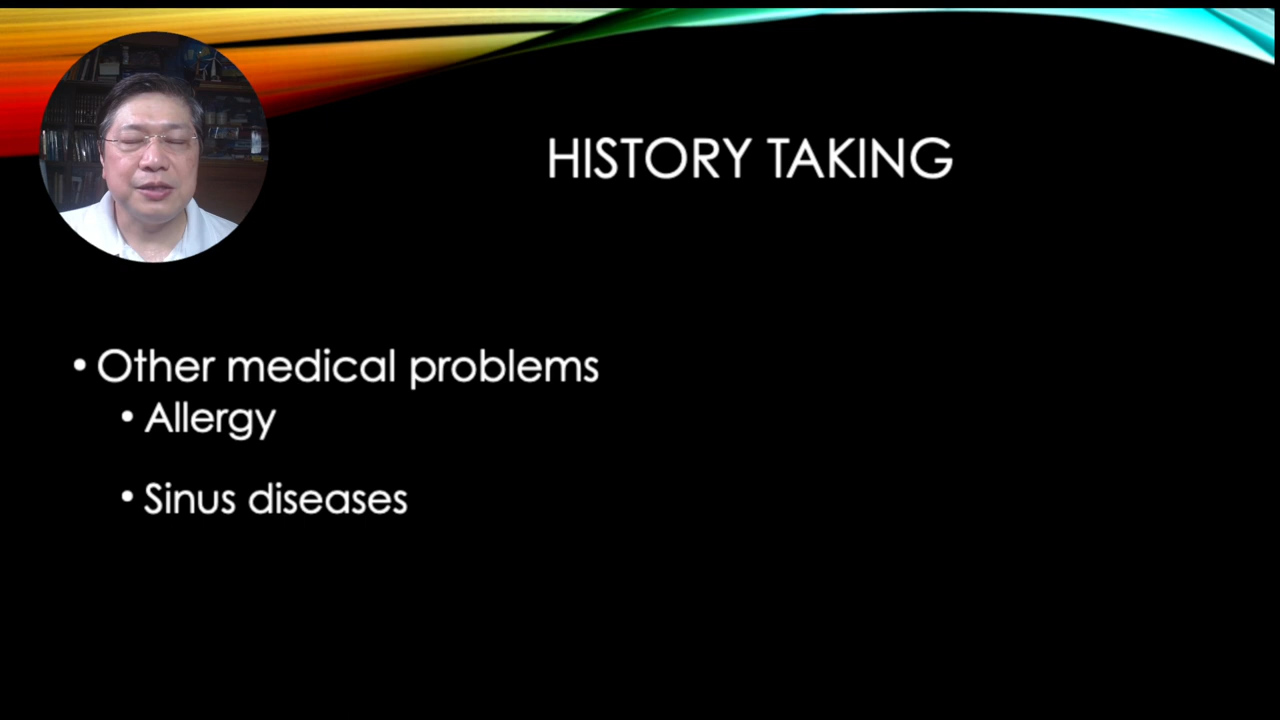 HISTORY TAKING
• Other medical problems
• Allergy
• Sinus diseases